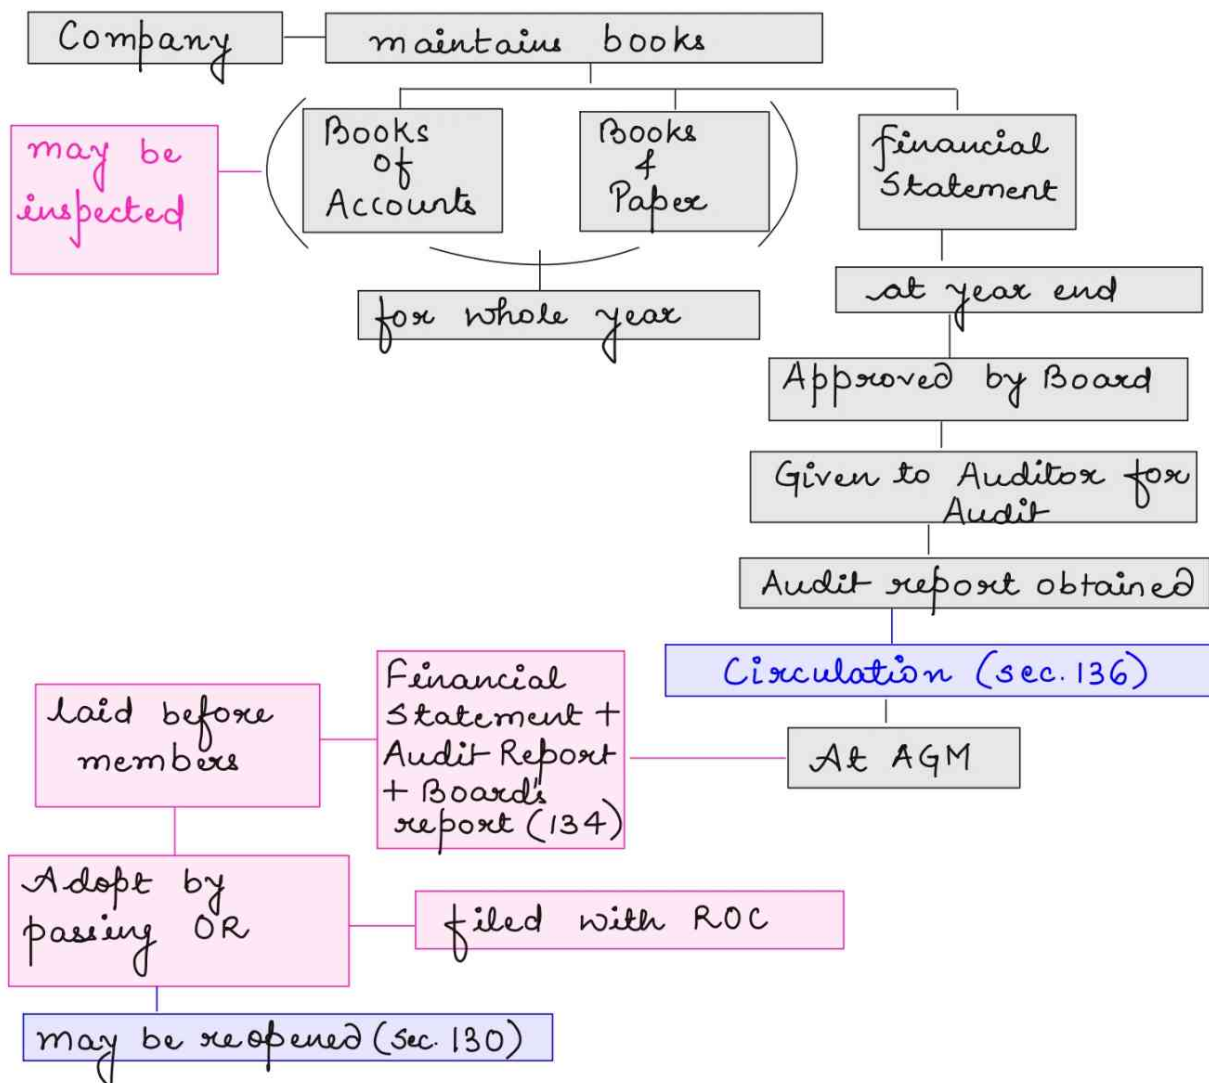 Company
maintains books
may be
inspected
Books
of
Accounts
Books
&
Paper
financial
Statement
for whole year
at year end
Approved by Board
Given to Auditor for
Audit
Audit report obtained
Circulation (sec. 136)
At AGM
Financial
Statement +
Audit Report
+ Board's
report (134)
laid before
members
Adopt by
passing OR
filed with ROC
may be reopened (sec. 130)